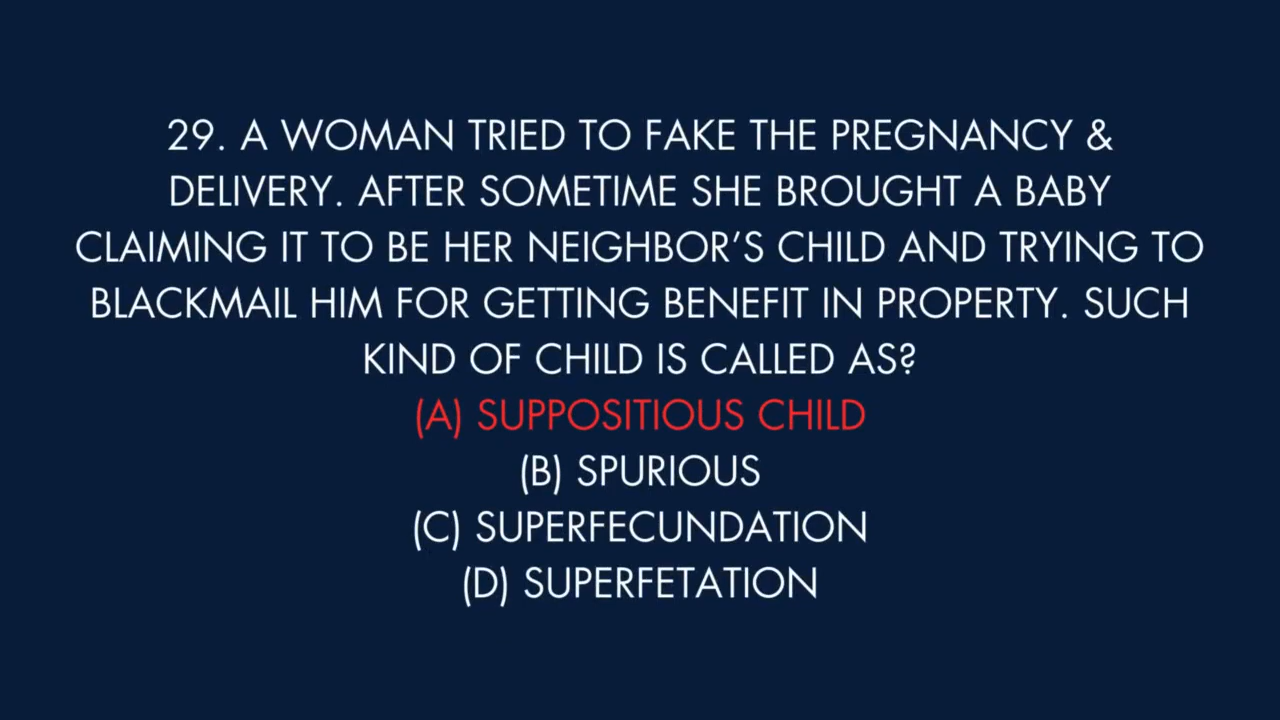 29. A WOMAN TRIED TO FAKE THE PREGNANCY &
DELIVERY. AFTER SOMETIME SHE BROUGHT A BABY
CLAIMING IT TO BE HER NEIGHBOR’S CHILD AND TRYING TO
BLACKMAIL HIM FOR GETTING BENEFIT IN PROPERTY. SUCH
KIND OF CHILD IS CALLED AS?
(A) SUPPOSITIOUS CHILD
(B) SPURIOUS
(C) SUPERFECUNDATION
(D) SUPERFETATION